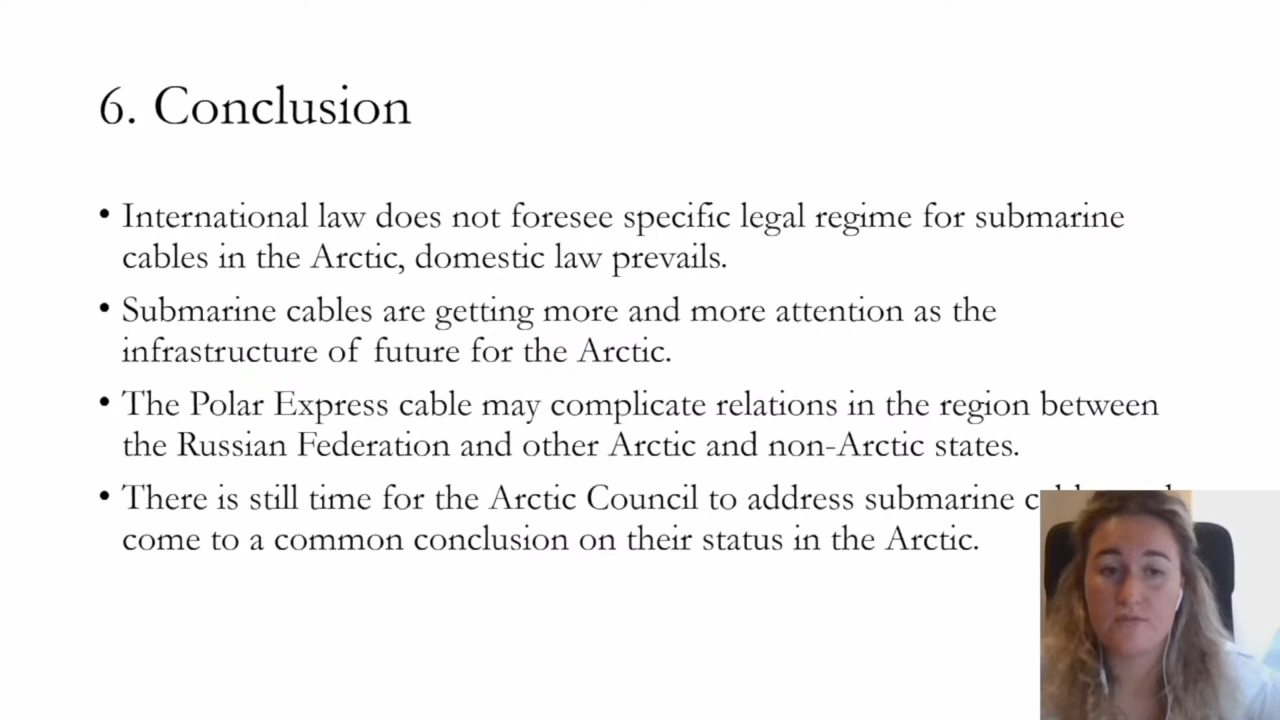 6. Conclusion
• International law does not foresee specific legal regime for submarine
cables in the Arctic, domestic law prevails.
• Submarine cables are getting more and more attention as the
infrastructure of future for the Arctic.
• The Polar Express cable may complicate relations in the region between
the Russian Federation and other Arctic and non-Arctic states.
• There is still time for the Arctic Council to address submarine
come to a common conclusion on their status in the Arctic.